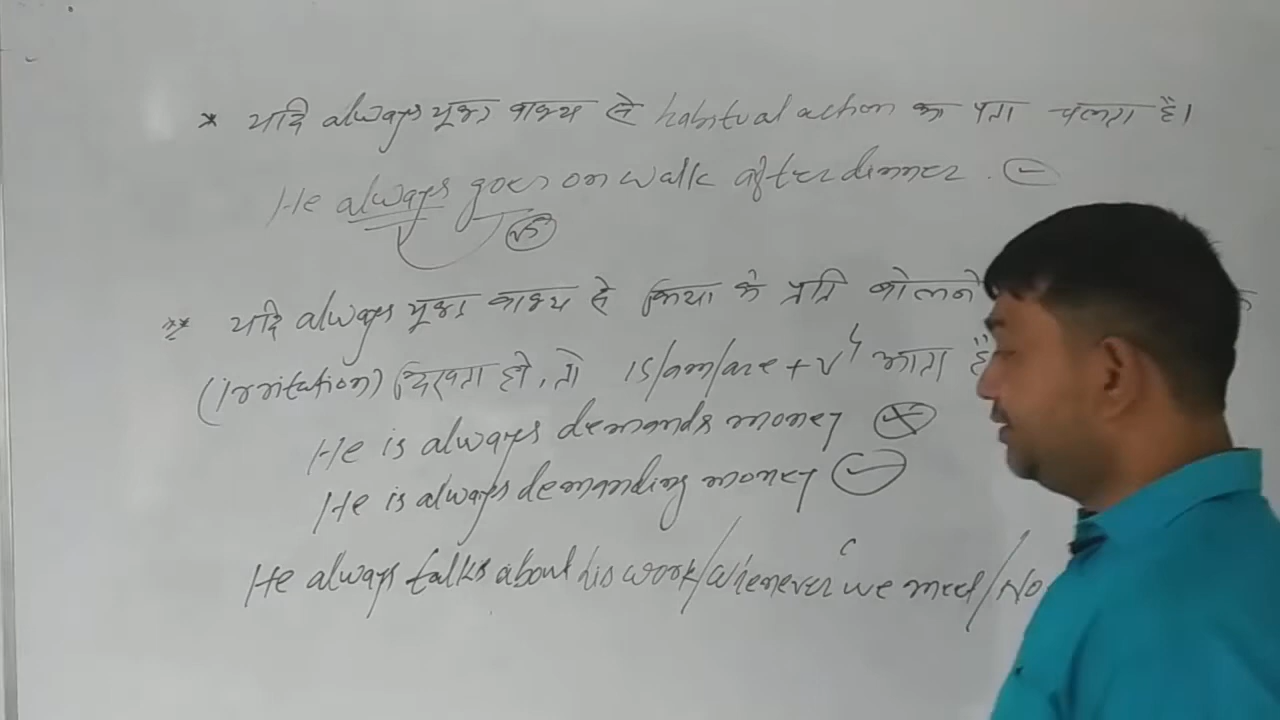 * यदि always युक्त वाक्य से habitual action का पता चलता है।
He always goes on walk after dinner.
V5
** यदि always युक्त वाक्य से क्रिया के प्रति बोलने
(irritation) दिखता हो, तो is/am/are + V4 आता है
He is always demands money
He is always demanding money
He always talks about his work/whenever we meet/No